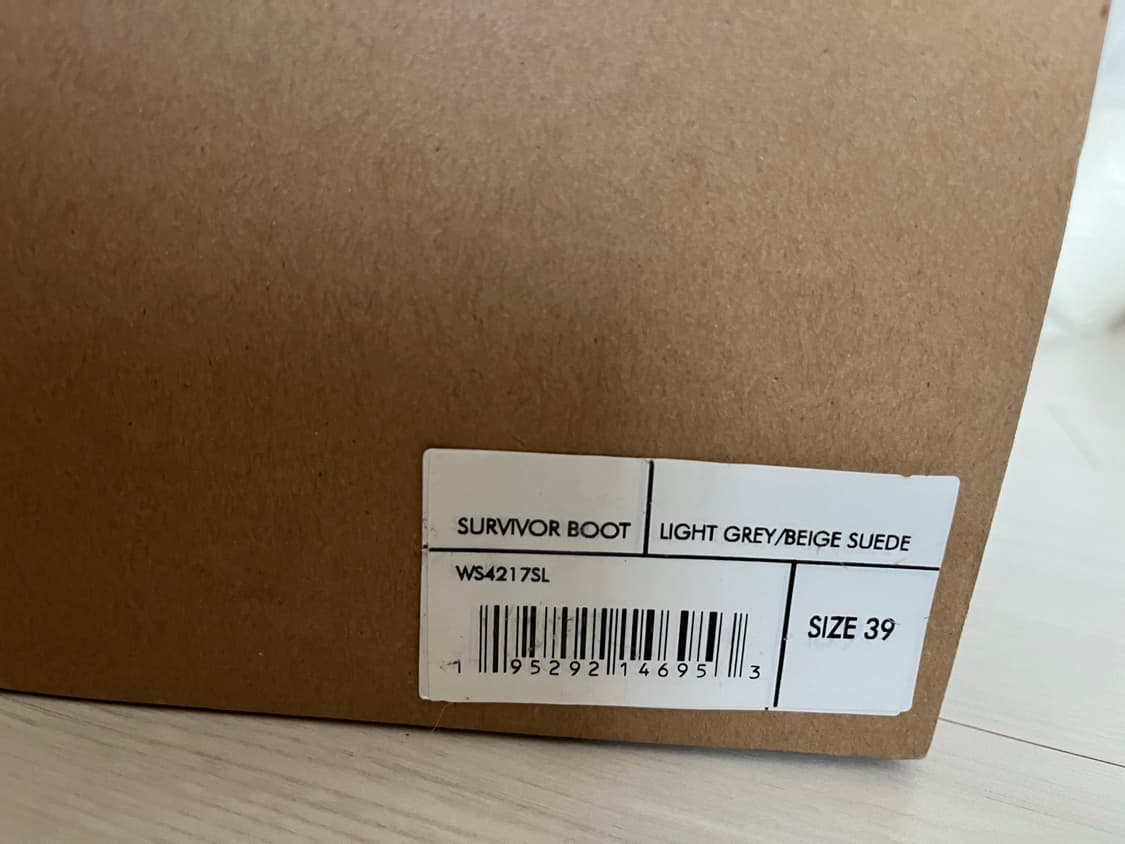 SURVIVOR BOOT
LIGHT GREY/BEIGE SUEDE
WS4217SL
SIZE 39
1 95292 14695 3